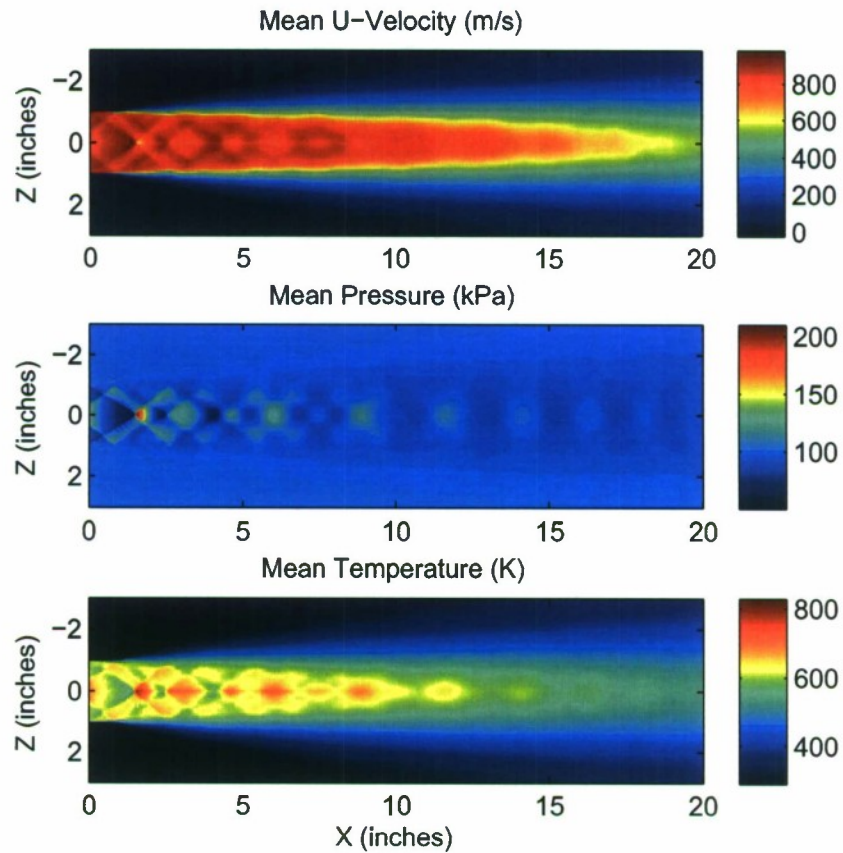 Mean U−Velocity (m/s)
Z (inches)
−2
0
2
0 5 10 15 20
800
600
400
200
0
Mean Pressure (kPa)
Z (inches)
−2
0
2
0 5 10 15 20
200
150
100
Mean Temperature (K)
Z (inches)
−2
0
2
0 5 10 15 20
X (inches)
800
600
400